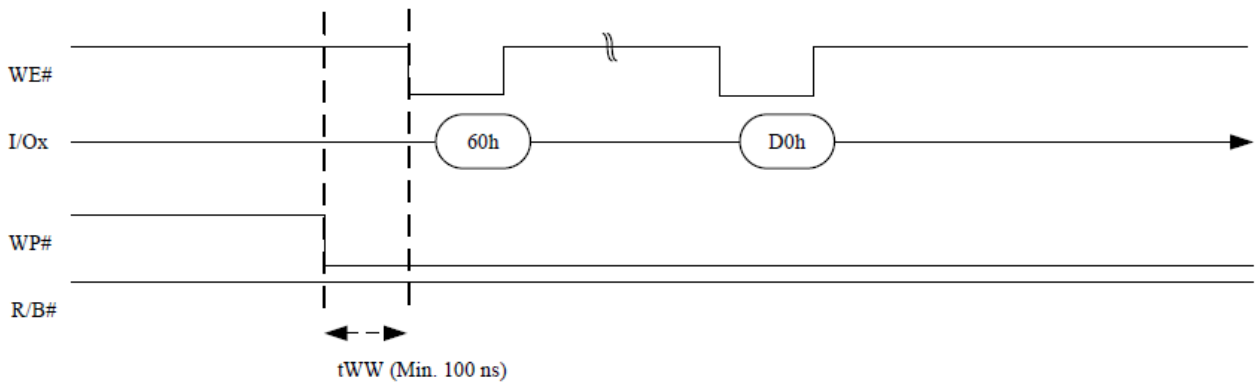 WE#
I/Ox
60h
D0h
WP#
R/B#
tWW (Min. 100 ns)